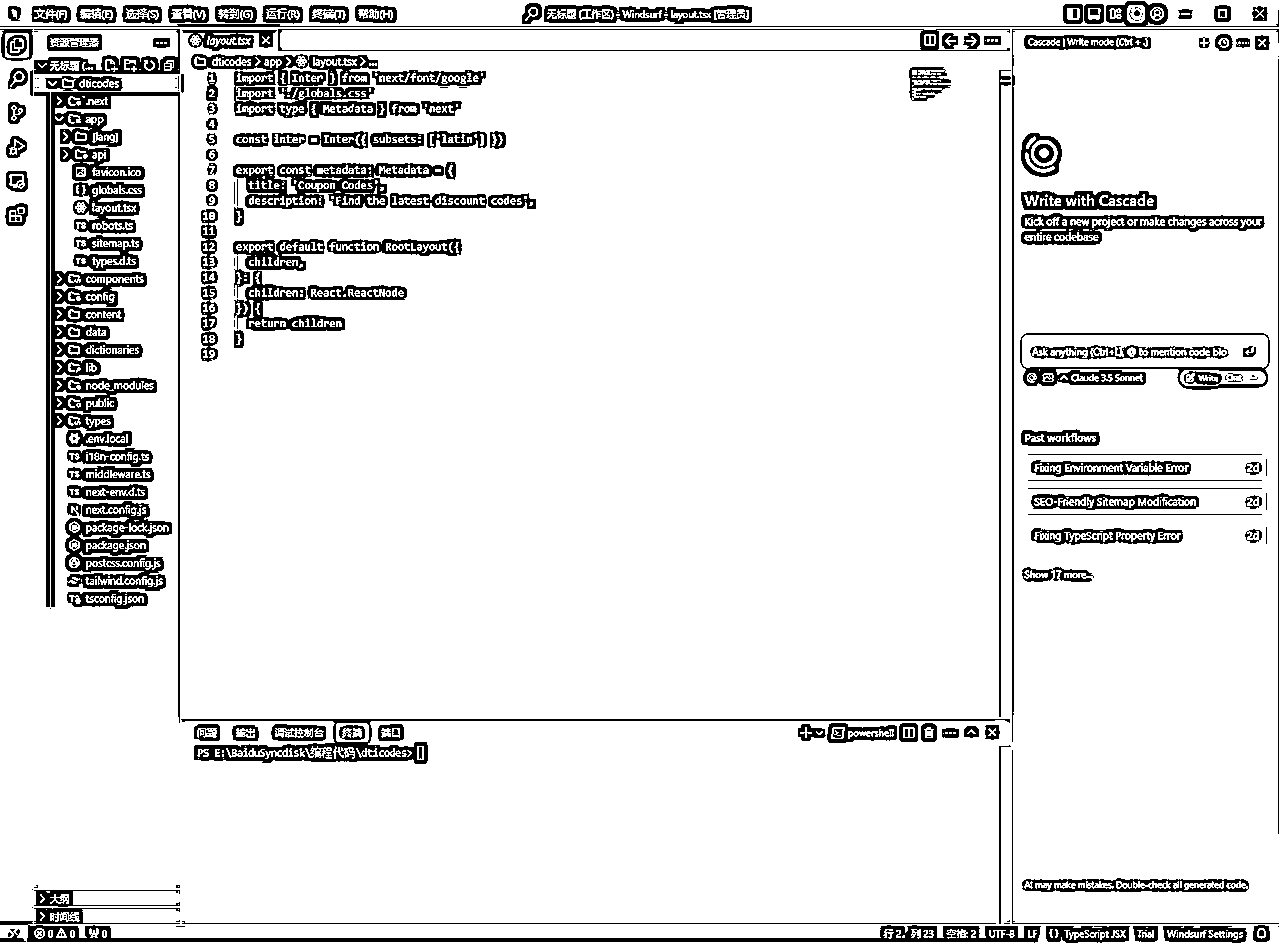 文件(F) 编辑(E) 选择(S) 查看(V) 转到(G) 运行(R) 终端(T) 帮助(H)
无标题 (工作区) - Windsurf - layout.tsx [管理员]
资源管理器
无标题 (...
dticodes
.next
app
[lang]
api
favicon.ico
globals.css
layout.tsx
robots.ts
sitemap.ts
types.d.ts
components
config
content
data
dictionaries
lib
node_modules
public
types
.env.local
i18n-config.ts
middleware.ts
next-env.d.ts
next.config.js
package-lock.json
package.json
postcss.config.js
tailwind.config.js
tsconfig.json
大纲
时间线
layout.tsx
dticodes > app > layout.tsx > ...
1 import { Inter } from 'next/font/google'
2 import './globals.css'
3 import type { Metadata } from 'next'
4
5 const inter = Inter({ subsets: ['latin'] })
6
7 export const metadata: Metadata = {
8 title: 'Coupon Codes',
9 description: 'Find the latest discount codes',
10 }
11
12 export default function RootLayout({
13 children,
14 }: {
15 children: React.ReactNode
16 }) {
17 return children
18 }
19
问题 输出 调试控制台 终端 端口
powershell
PS E:\BaiduSyncdisk\编程代码\dticodes>
Cascade | Write mode (Ctrl + .)
Write with Cascade
Kick off a new project or make changes across your
entire codebase
Ask anything (Ctrl+L), @ to mention code blo
Claude 3.5 Sonnet
Write Chat
Past workflows
Fixing Environment Variable Error 2d
SEO-Friendly Sitemap Modification 2d
Fixing TypeScript Property Error 2d
Show 17 more...
AI may make mistakes. Double-check all generated code.
0 0 0
行 2, 列 23 空格: 2 UTF-8 LF {} TypeScript JSX Trial Windsurf Settings